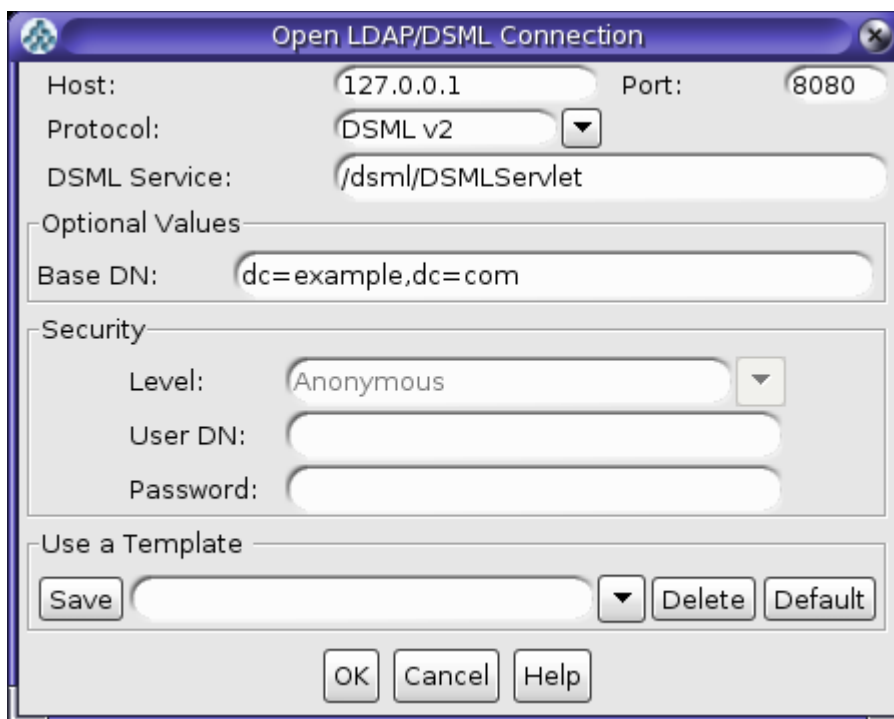 Open LDAP/DSML Connection
Host: 127.0.0.1 Port: 8080
Protocol: DSML v2
DSML Service: /dsml/DSMLServlet
Optional Values
Base DN: dc=example,dc=com
Security
Level: Anonymous
User DN:
Password:
Use a Template
Save Delete Default
OK Cancel Help